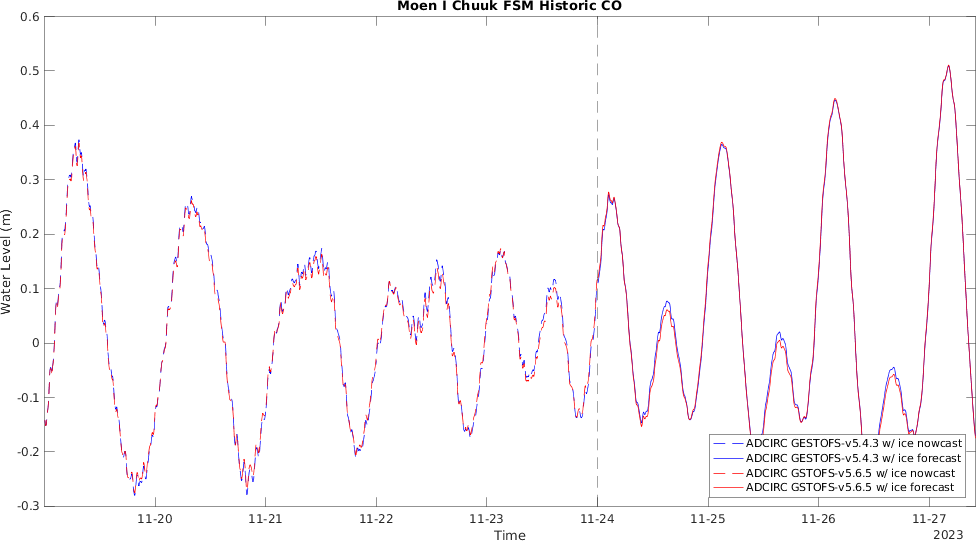 Moen I Chuuk FSM Historic CO
0.6
0.5
0.4
0.3
0.2
0.1
0
-0.1
-0.2
-0.3
Water Level (m)
ADCIRC GESTOFS-v5.4.3 w/ ice nowcast
ADCIRC GESTOFS-v5.4.3 w/ ice forecast
ADCIRC GSTOFS-v5.6.5 w/ ice nowcast
ADCIRC GSTOFS-v5.6.5 w/ ice forecast
11-20 11-21 11-22 11-23 11-24 11-25 11-26 11-27
Time
2023